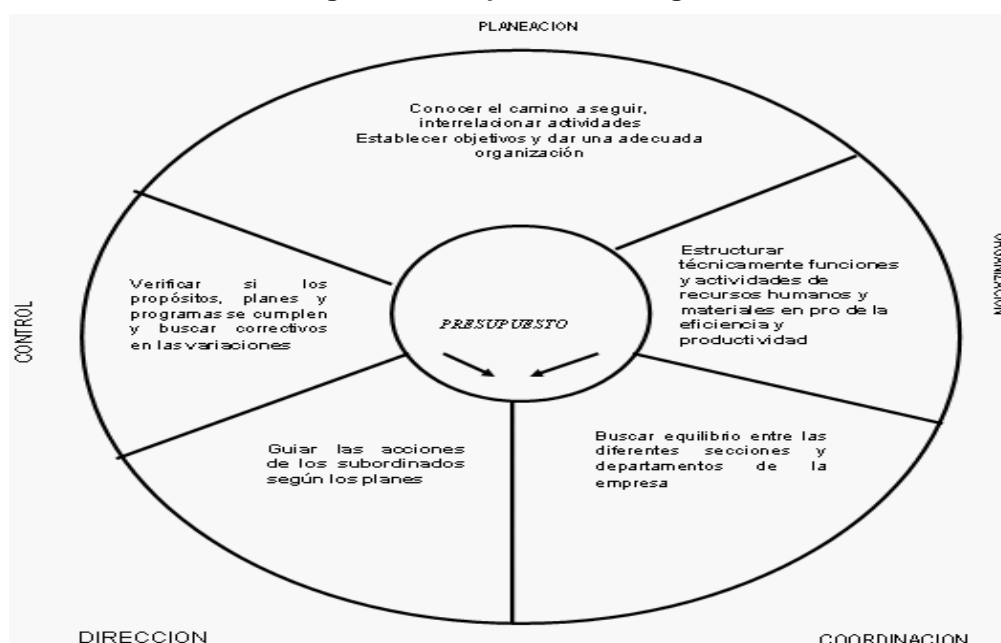 PLANEACION
Conocer el camino a seguir,
interrelacionar actividades
Establecer objetivos y dar una adecuada
organización
Estructurar
técnicamente funciones
y actividades de
recursos humanos y
materiales en pro de la
eficiencia y
productividad
ORGANIZACION
Verificar si los
propósitos, planes y
programas se cumplen
y buscar correctivos
en las variaciones
CONTROL
PRESUPUESTO
Guiar las acciones
de los subordinados
según los planes
Buscar equilibrio entre las
diferentes secciones y
departamentos de la
empresa
DIRECCION
COORDINACION